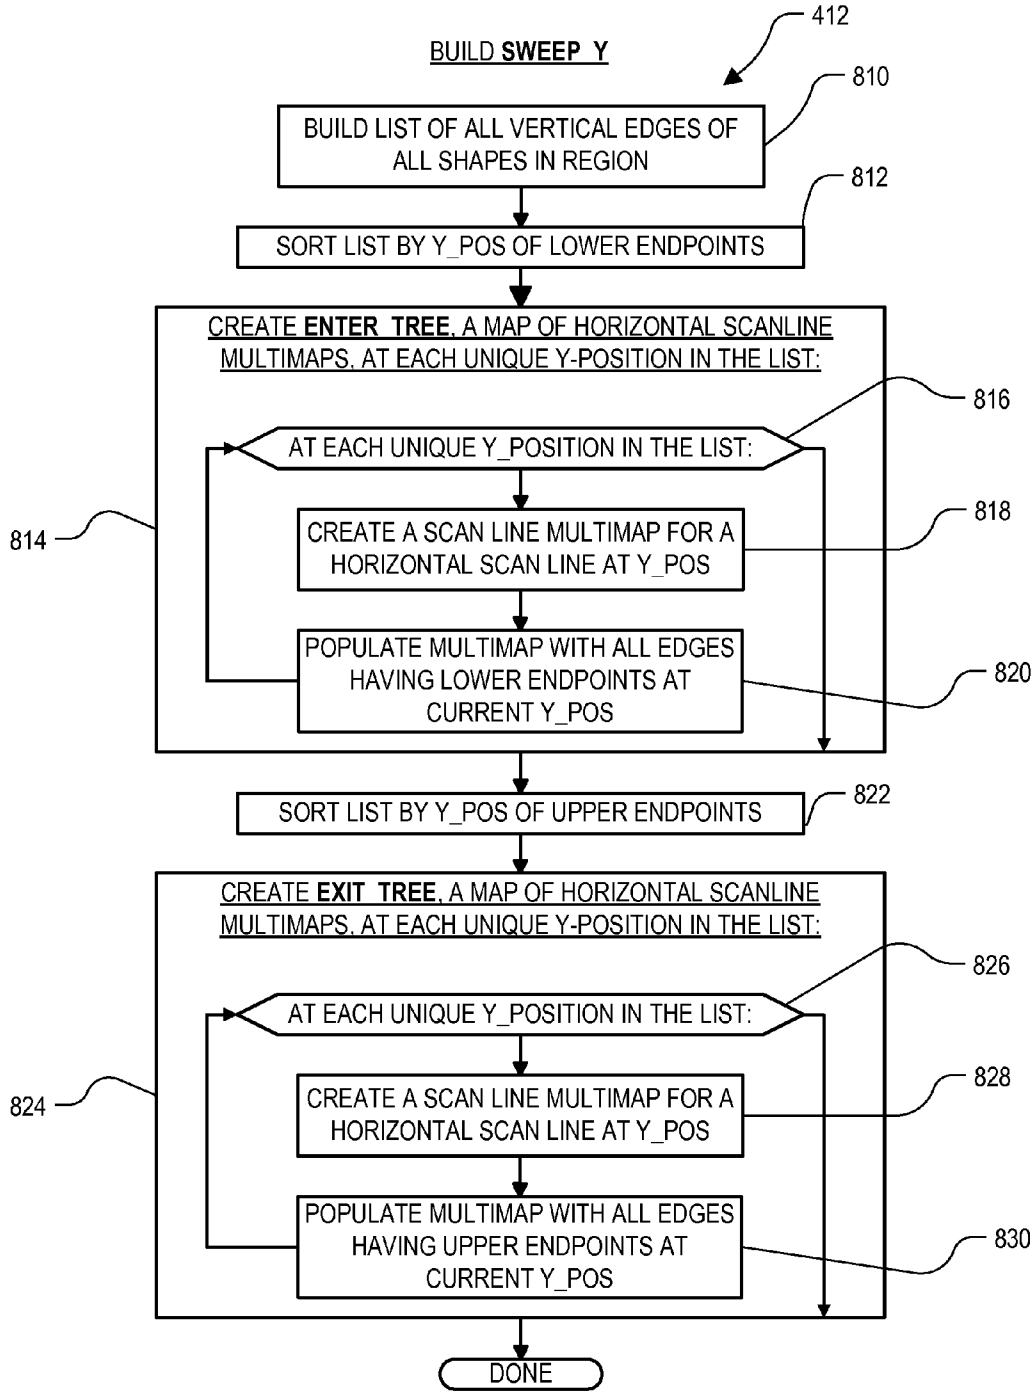 412
BUILD SWEEP_Y
810
BUILD LIST OF ALL VERTICAL EDGES OF
ALL SHAPES IN REGION
812
SORT LIST BY Y_POS OF LOWER ENDPOINTS
CREATE ENTER_TREE, A MAP OF HORIZONTAL SCANLINE
MULTIMAPS, AT EACH UNIQUE Y-POSITION IN THE LIST:
816
AT EACH UNIQUE Y_POSITION IN THE LIST:
818
CREATE A SCAN LINE MULTIMAP FOR A
HORIZONTAL SCAN LINE AT Y_POS
814
POPULATE MULTIMAP WITH ALL EDGES
HAVING LOWER ENDPOINTS AT
CURRENT Y_POS
820
822
SORT LIST BY Y_POS OF UPPER ENDPOINTS
CREATE EXIT_TREE, A MAP OF HORIZONTAL SCANLINE
MULTIMAPS, AT EACH UNIQUE Y-POSITION IN THE LIST:
826
AT EACH UNIQUE Y_POSITION IN THE LIST:
828
CREATE A SCAN LINE MULTIMAP FOR A
HORIZONTAL SCAN LINE AT Y_POS
824
POPULATE MULTIMAP WITH ALL EDGES
HAVING UPPER ENDPOINTS AT
CURRENT Y_POS
830
DONE